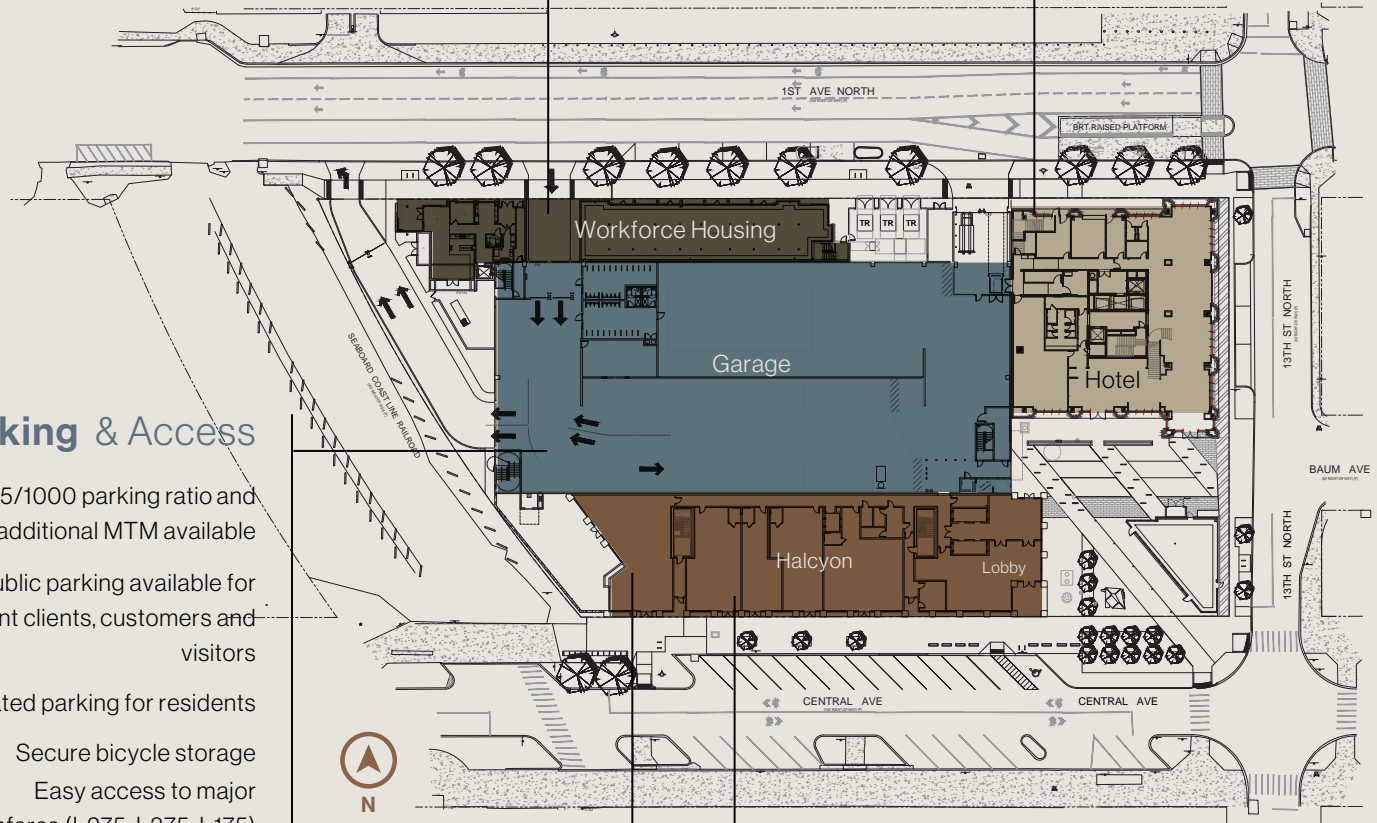 1ST AVE NORTH
BRT RAISED PLATFORM
Workforce Housing
TR TR TR
13TH ST NORTH
SEABOARD COAST LINE RAILROAD
Garage
Hotel
king & Access
5/1000 parking ratio and
additional MTM available
ublic parking available for
nt clients, customers and
visitors
ated parking for residents
Secure bicycle storage
Easy access to major
BAUM AVE
13TH ST NORTH
Halcyon
Lobby
CENTRAL AVE
CENTRAL AVE
N